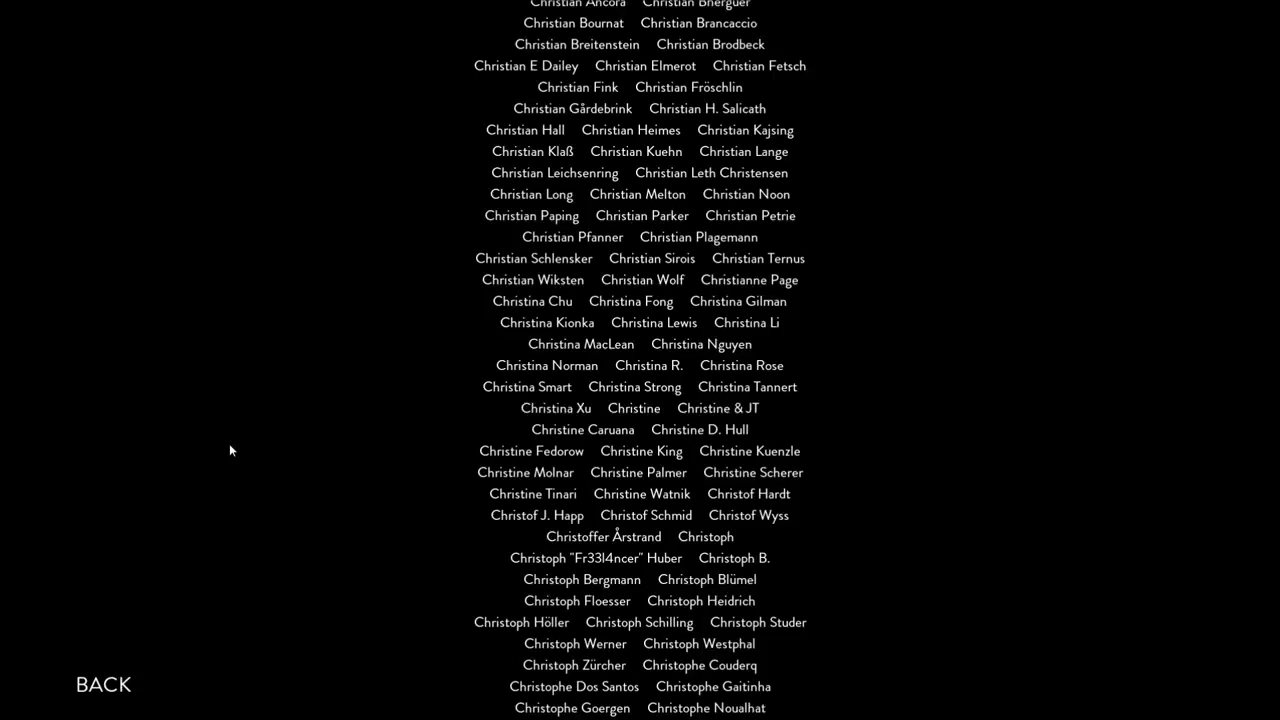 Christian Ancora Christian Bherguer
Christian Bournat Christian Brancaccio
Christian Breitenstein Christian Brodbeck
Christian E Dailey Christian Elmerot Christian Fetsch
Christian Fink Christian Fröschlin
Christian Gårdebrink Christian H. Salicath
Christian Hall Christian Heimes Christian Kajsing
Christian Klaß Christian Kuehn Christian Lange
Christian Leichsenring Christian Leth Christensen
Christian Long Christian Melton Christian Noon
Christian Paping Christian Parker Christian Petrie
Christian Pfanner Christian Plagemann
Christian Schlensker Christian Sirois Christian Ternus
Christian Wiksten Christian Wolf Christianne Page
Christina Chu Christina Fong Christina Gilman
Christina Kionka Christina Lewis Christina Li
Christina MacLean Christina Nguyen
Christina Norman Christina R. Christina Rose
Christina Smart Christina Strong Christina Tannert
Christina Xu Christine Christine & JT
Christine Caruana Christine D. Hull
Christine Fedorow Christine King Christine Kuenzle
Christine Molnar Christine Palmer Christine Scherer
Christine Tinari Christine Watnik Christof Hardt
Christof J. Happ Christof Schmid Christof Wyss
Christoffer Årstrand Christoph
Christoph "Fr33l4ncer" Huber Christoph B.
Christoph Bergmann Christoph Blümel
Christoph Floesser Christoph Heidrich
Christoph Höller Christoph Schilling Christoph Studer
Christoph Werner Christoph Westphal
Christoph Zürcher Christophe Couderq
Christophe Dos Santos Christophe Gaitinha
Christophe Goergen Christophe Noualhat
BACK